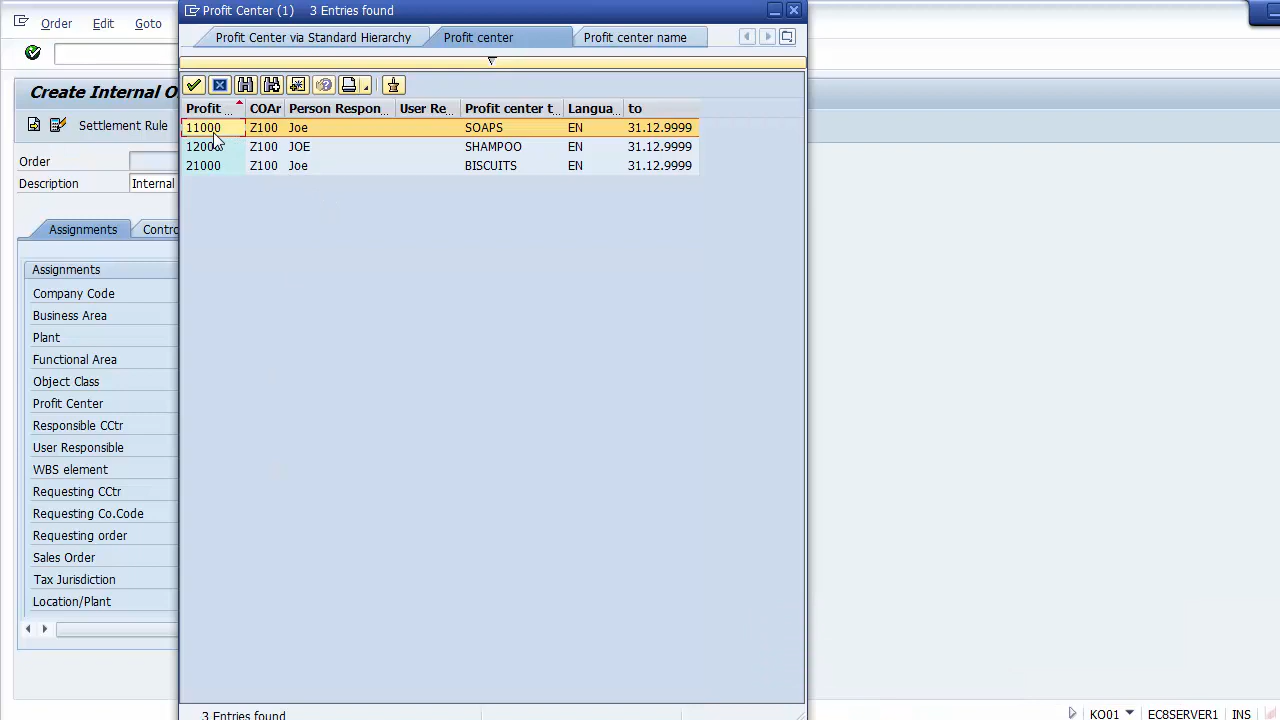 Profit Center (1) 3 Entries found
Order Goto
Profit Center via Standard Hierarchy Profit center Profit center name
Create Internal O
Profit ... COAr Person Respon... User Re... Profit center t... Langua... to
11000 Z100 Joe SOAPS EN 31.12.9999
Settlement Rule
12000 Z100 JOE SHAMPOO EN 31.12.9999
Order
21000 Z100 Joe BISCUITS EN 31.12.9999
Description Internal
Assignments Contro
Assignments
Company Code
Business Area
Plant
Functional Area
Object Class
Profit Center
Responsible CCtr
User Responsible
WBS element
Requesting CCtr
Requesting Co.Code
Requesting order
Sales Order
Tax Jurisdiction
Location/Plant
3 Entries found
KO01 EC8SERVER1 INS